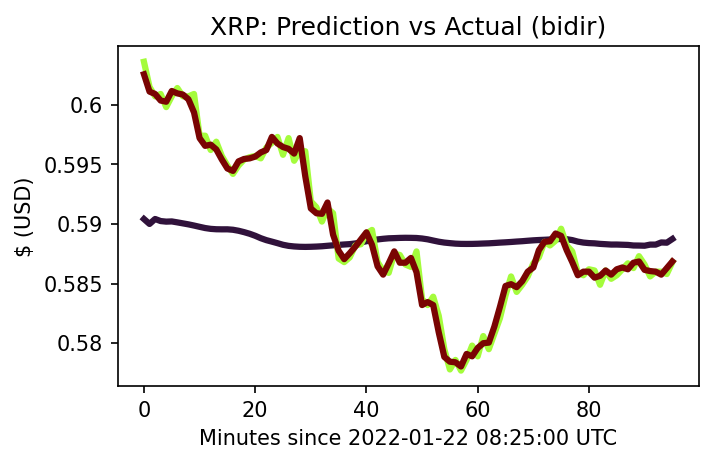 XRP: Prediction vs Actual (bidir)
$ (USD)
0.6
0.595
0.59
0.585
0.58
0 20 40 60 80
Minutes since 2022-01-22 08:25:00 UTC